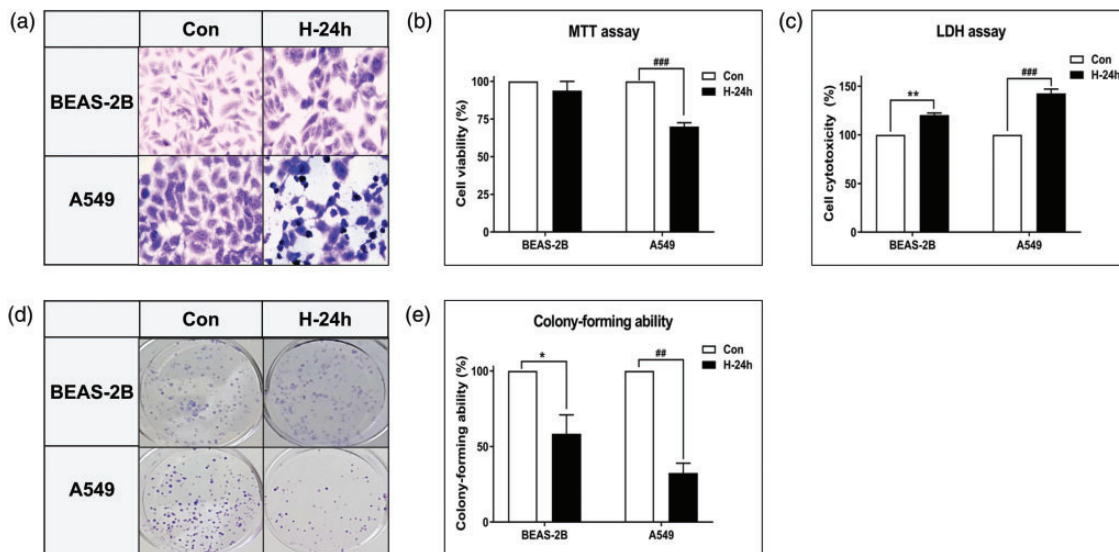 (a)
Con H-24h
BEAS-2B
A549
(b)
MTT assay
Con
H-24h
###
Cell viability (%)
100
75
50
25
0
BEAS-2B A549
(c)
LDH assay
Con
H-24h
**
###
Cell cytotoxicity (%)
150
100
50
0
BEAS-2B A549
(d)
Con H-24h
BEAS-2B
A549
(e)
Colony-forming ability
Con
H-24h
*
##
Colony-forming ability (%)
100
50
0
BEAS-2B A549